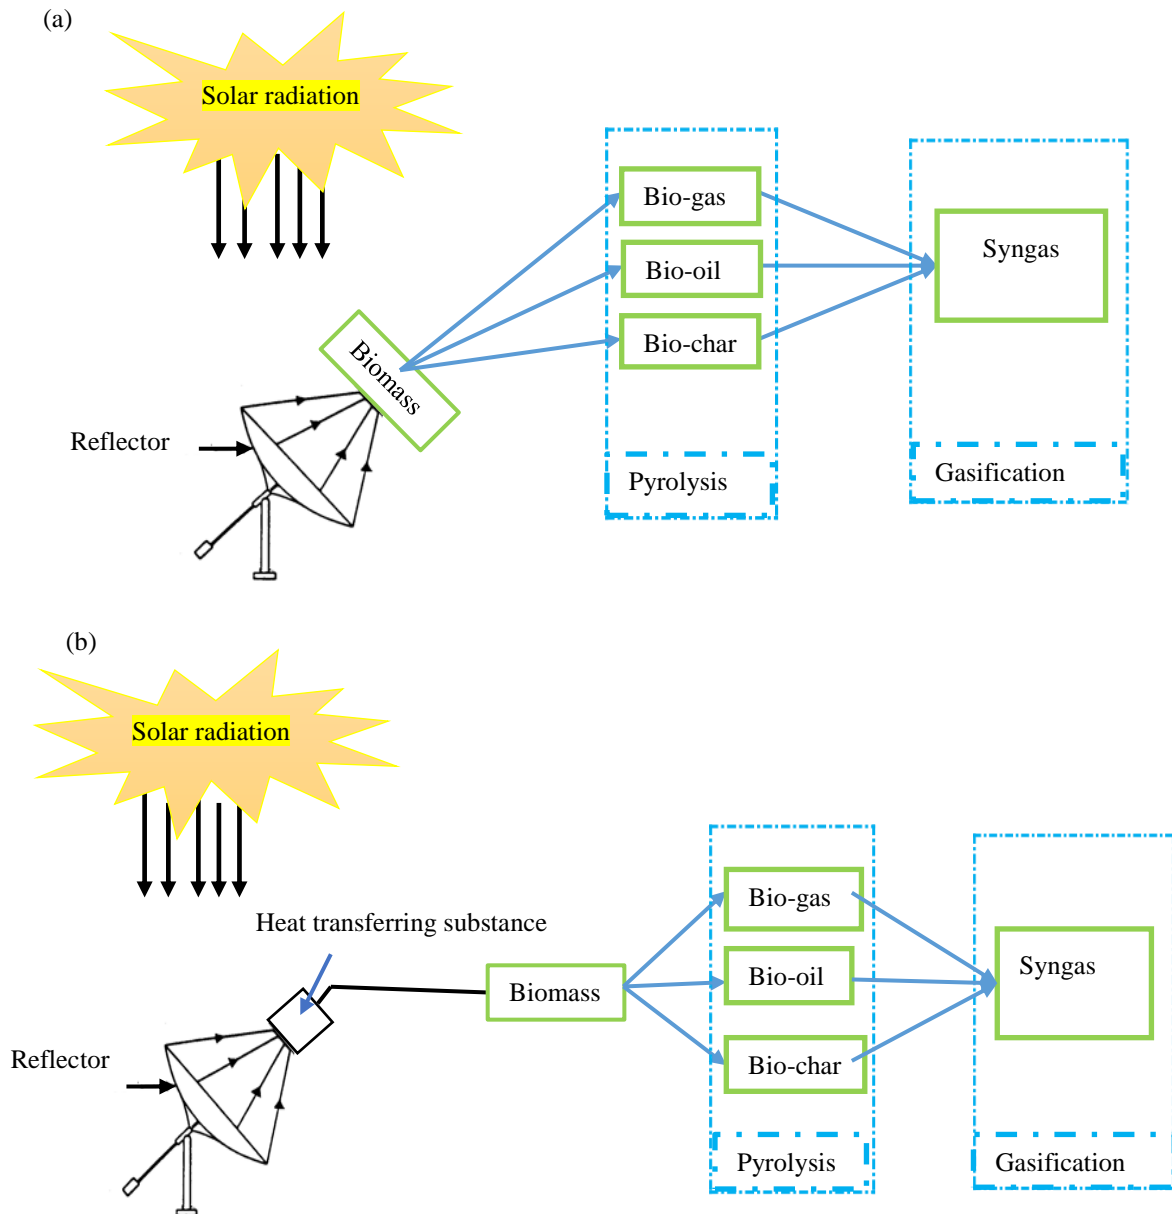 (a)
Solar radiation
Bio-gas
Bio-oil
Syngas
Bio-char
Biomass
Reflector
Pyrolysis
Gasification
(b)
Solar radiation
Heat transferring substance
Bio-gas
Bio-oil
Syngas
Biomass
Bio-char
Reflector
Pyrolysis
Gasification